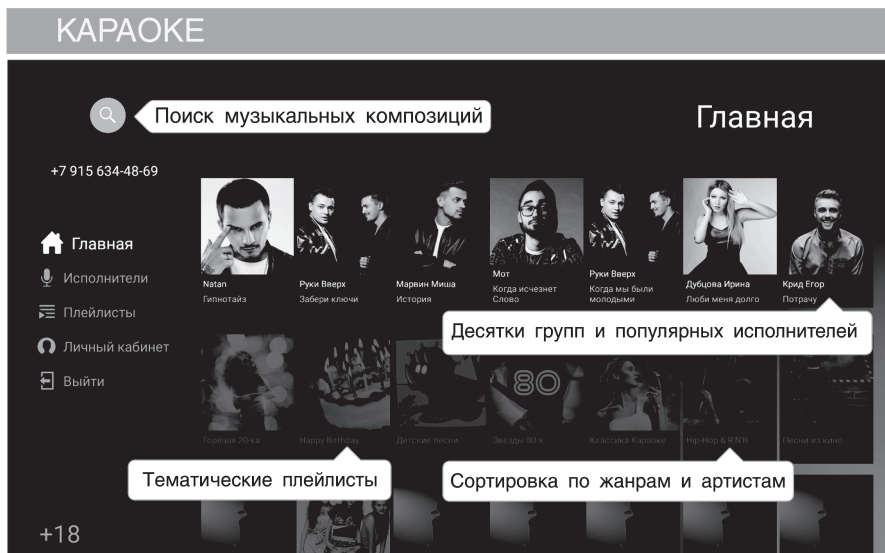 КАРАОКЕ
Поиск музыкальных композиций
Главная
+7 915 634-48-69
Главная
Исполнители
Плейлисты
Личный кабинет
Выйти
Natan
Гипнотайз
Руки Вверх
Забери ключи
Марвин Миша
История
Мот
Когда исчезнет
Слово
Руки Вверх
Когда мы были
молодыми
Дубцова Ирина
Люби меня долго
Крид Егор
Потрачу
Десятки групп и популярных исполнителей
80
Горячая 20-ка
Happy Birthday
Детские песни
Звезды 80-х
Классика Караоке
Hip-Hop & R'N'B
Песни из кино
Тематические плейлисты
Сортировка по жанрам и артистам
+18